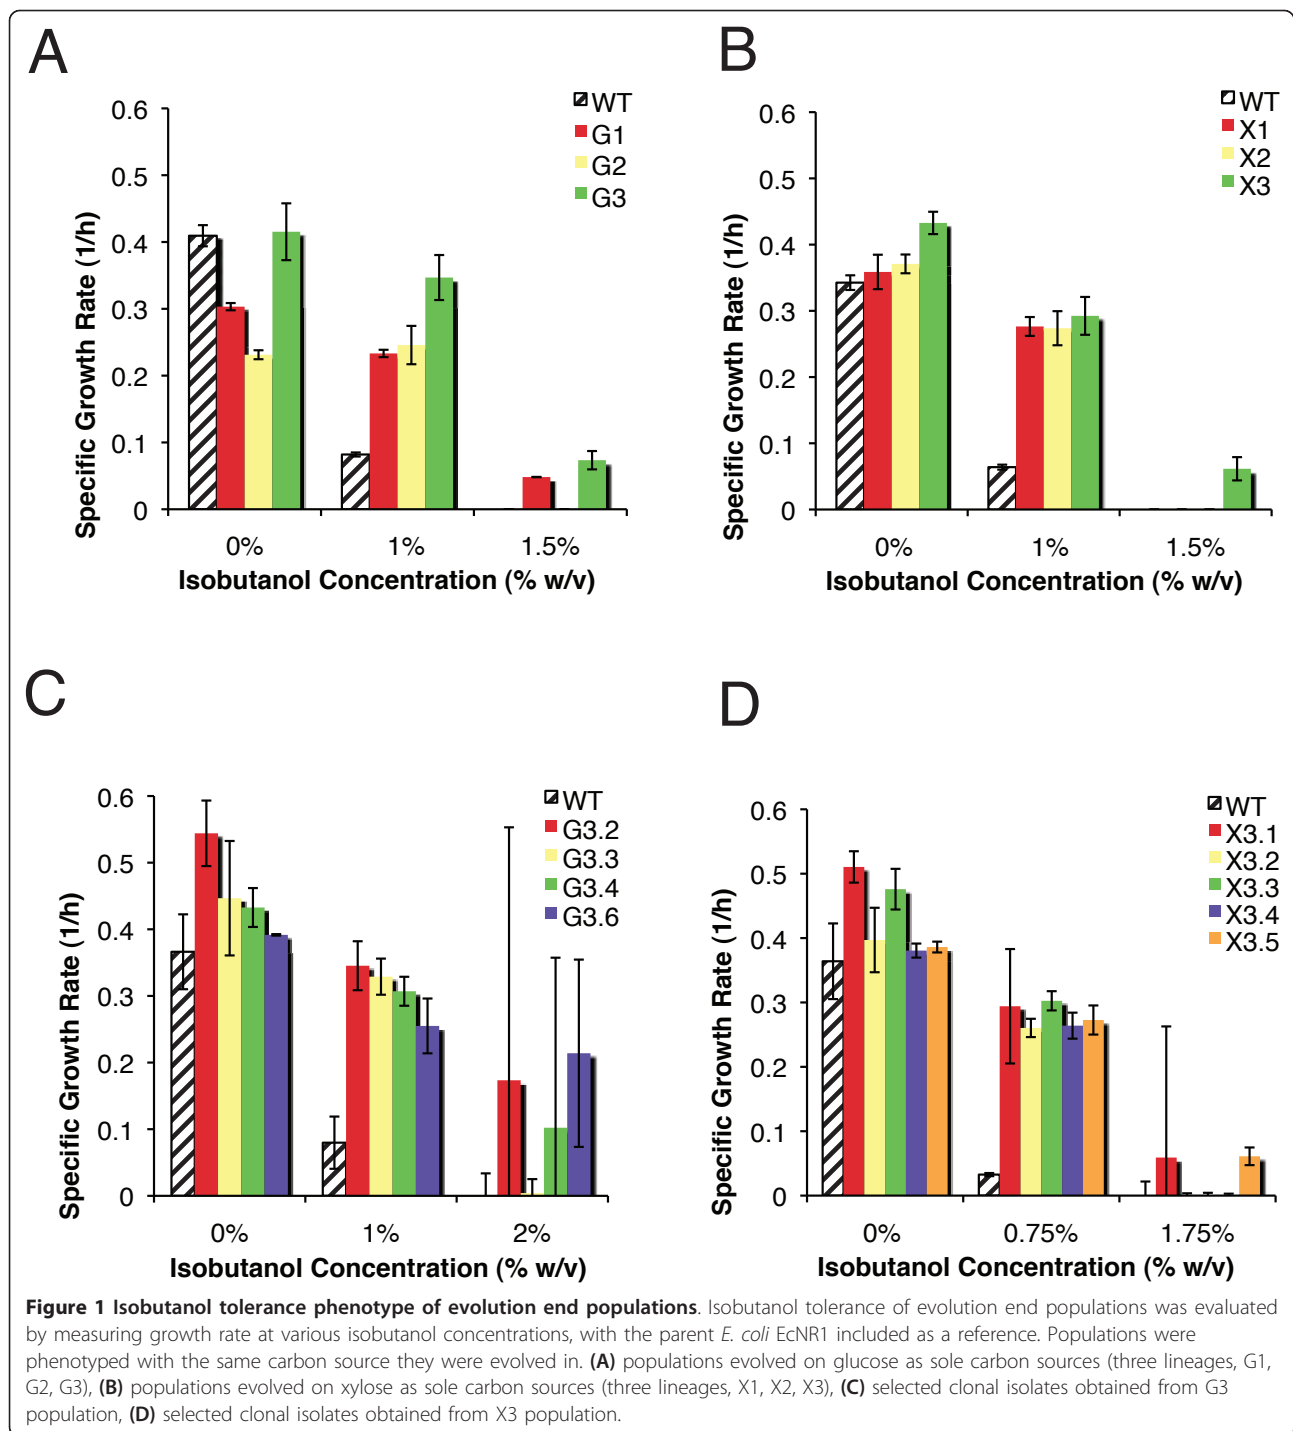 A
WT
G1
G2
G3
0.6
0.5
0.4
0.3
0.2
0.1
0
Specific Growth Rate (1/h)
0% 1% 1.5%
Isobutanol Concentration (% w/v)
B
WT
X1
X2
X3
0.6
0.5
0.4
0.3
0.2
0.1
0
Specific Growth Rate (1/h)
0% 1% 1.5%
Isobutanol Concentration (% w/v)
C
WT
G3.2
G3.3
G3.4
G3.6
0.6
0.5
0.4
0.3
0.2
0.1
0
Specific Growth Rate (1/h)
0% 1% 2%
Isobutanol Concentration (% w/v)
D
WT
X3.1
X3.2
X3.3
X3.4
X3.5
0.6
0.5
0.4
0.3
0.2
0.1
0
Specific Growth Rate (1/h)
0% 0.75% 1.75%
Isobutanol Concentration (% w/v)
Figure 1 Isobutanol tolerance phenotype of evolution end populations. Isobutanol tolerance of evolution end populations was evaluated
by measuring growth rate at various isobutanol concentrations, with the parent E. coli EcNR1 included as a reference. Populations were
phenotyped with the same carbon source they were evolved in. (A) populations evolved on glucose as sole carbon sources (three lineages, G1,
G2, G3), (B) populations evolved on xylose as sole carbon sources (three lineages, X1, X2, X3), (C) selected clonal isolates obtained from G3
population, (D) selected clonal isolates obtained from X3 population.